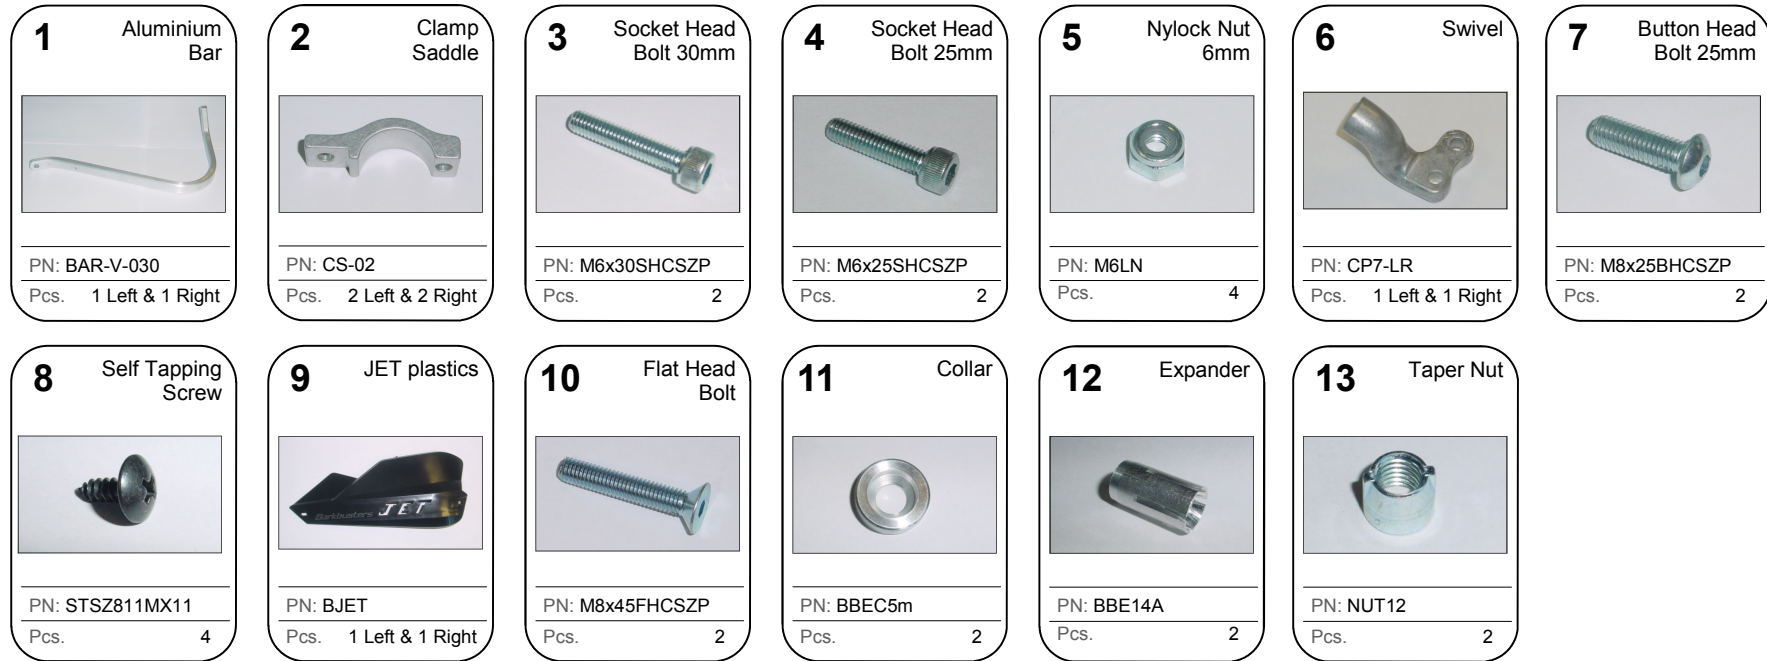 1 Aluminium
Bar
PN: BAR-V-030
Pcs. 1 Left & 1 Right
2 Clamp
Saddle
PN: CS-02
Pcs. 2 Left & 2 Right
3 Socket Head
Bolt 30mm
PN: M6x30SHCSZP
Pcs. 2
4 Socket Head
Bolt 25mm
PN: M6x25SHCSZP
Pcs. 2
5 Nylock Nut
6mm
PN: M6LN
Pcs. 4
6 Swivel
PN: CP7-LR
Pcs. 1 Left & 1 Right
7 Button Head
Bolt 25mm
PN: M8x25BHCSZP
Pcs. 2
8 Self Tapping
Screw
PN: STSZ811MX11
Pcs. 4
9 JET plastics
Barkbusters JET
PN: BJET
Pcs. 1 Left & 1 Right
10 Flat Head
Bolt
PN: M8x45FHCSZP
Pcs. 2
11 Collar
PN: BBEC5m
Pcs. 2
12 Expander
PN: BBE14A
Pcs. 2
13 Taper Nut
PN: NUT12
Pcs. 2